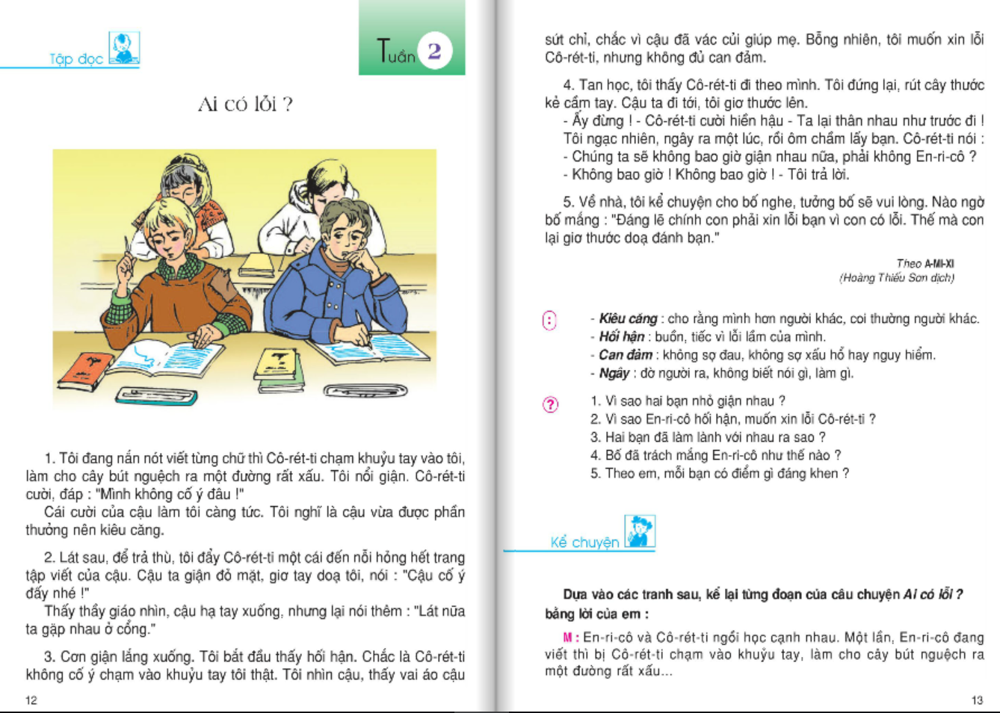 Tập đọc
Tuần 2
Ai có lỗi ?
1. Tôi đang nắn nót viết từng chữ thì Cô-rét-ti chạm khuỷu tay vào tôi,
làm cho cây bút nguệch ra một đường rất xấu. Tôi nổi giận. Cô-rét-ti
cười, đáp : "Mình không cố ý đâu !"
Cái cười của cậu làm tôi càng tức. Tôi nghĩ là cậu vừa được phần
thưởng nên kiêu căng.
2. Lát sau, để trả thù, tôi đẩy Cô-rét-ti một cái đến nỗi hỏng hết trang
tập viết của cậu. Cậu ta giận đỏ mặt, giơ tay doạ tôi, nói : "Cậu cố ý
đấy nhé !"
Thấy thầy giáo nhìn, cậu hạ tay xuống, nhưng lại nói thêm : "Lát nữa
ta gặp nhau ở cổng."
3. Cơn giận lắng xuống. Tôi bắt đầu thấy hối hận. Chắc là Cô-rét-ti
không cố ý chạm vào khuỷu tay tôi thật. Tôi nhìn cậu, thấy vai áo cậu
12
sứt chỉ, chắc vì cậu đã vác củi giúp mẹ. Bỗng nhiên, tôi muốn xin lỗi
Cô-rét-ti, nhưng không đủ can đảm.
4. Tan học, tôi thấy Cô-rét-ti đi theo mình. Tôi đứng lại, rút cây thước
kẻ cầm tay. Cậu ta đi tới, tôi giơ thước lên.
- Ấy đừng ! - Cô-rét-ti cười hiền hậu - Ta lại thân nhau như trước đi !
Tôi ngạc nhiên, ngây ra một lúc, rồi ôm chầm lấy bạn. Cô-rét-ti nói :
- Chúng ta sẽ không bao giờ giận nhau nữa, phải không En-ri-cô ?
- Không bao giờ ! Không bao giờ ! - Tôi trả lời.
5. Về nhà, tôi kể chuyện cho bố nghe, tưởng bố sẽ vui lòng. Nào ngờ
bố mắng : "Đáng lẽ chính con phải xin lỗi bạn vì con có lỗi. Thế mà con
lại giơ thước doạ đánh bạn."
Theo A-MI-XI
(Hoàng Thiếu Sơn dịch)
- Kiêu căng : cho rằng mình hơn người khác, coi thường người khác.
- Hối hận : buồn, tiếc vì lỗi lầm của mình.
- Can đảm : không sợ đau, không sợ xấu hổ hay nguy hiểm.
- Ngây : đờ người ra, không biết nói gì, làm gì.
? 1. Vì sao hai bạn nhỏ giận nhau ?
2. Vì sao En-ri-cô hối hận, muốn xin lỗi Cô-rét-ti ?
3. Hai bạn đã làm lành với nhau ra sao ?
4. Bố đã trách mắng En-ri-cô như thế nào ?
5. Theo em, mỗi bạn có điểm gì đáng khen ?
Kể chuyện
Dựa vào các tranh sau, kể lại từng đoạn của câu chuyện Ai có lỗi ?
bằng lời của em :
M : En-ri-cô và Cô-rét-ti ngồi học cạnh nhau. Một lần, En-ri-cô đang
viết thì bị Cô-rét-ti chạm vào khuỷu tay, làm cho cây bút nguệch ra
một đường rất xấu...
13